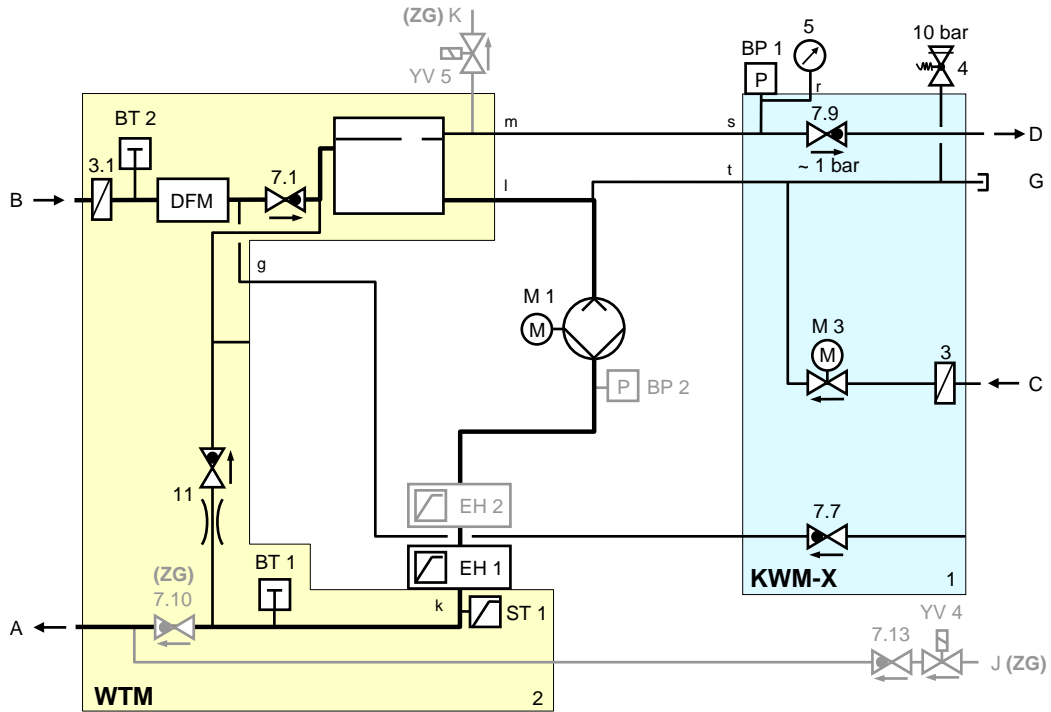 (ZG) K
YV 5
BP 1
5
10 bar
4
P
r
BT 2
3.1
7.1
m
s
7.9
D
~ 1 bar
B
DFM
l
t
G
g
M 1
M
M 3
M
3
C
P
BP 2
11
EH 2
7.7
BT 1
EH 1
KWM-X
1
(ZG)
7.10
k
ST 1
A
YV 4
7.13
J (ZG)
WTM
2